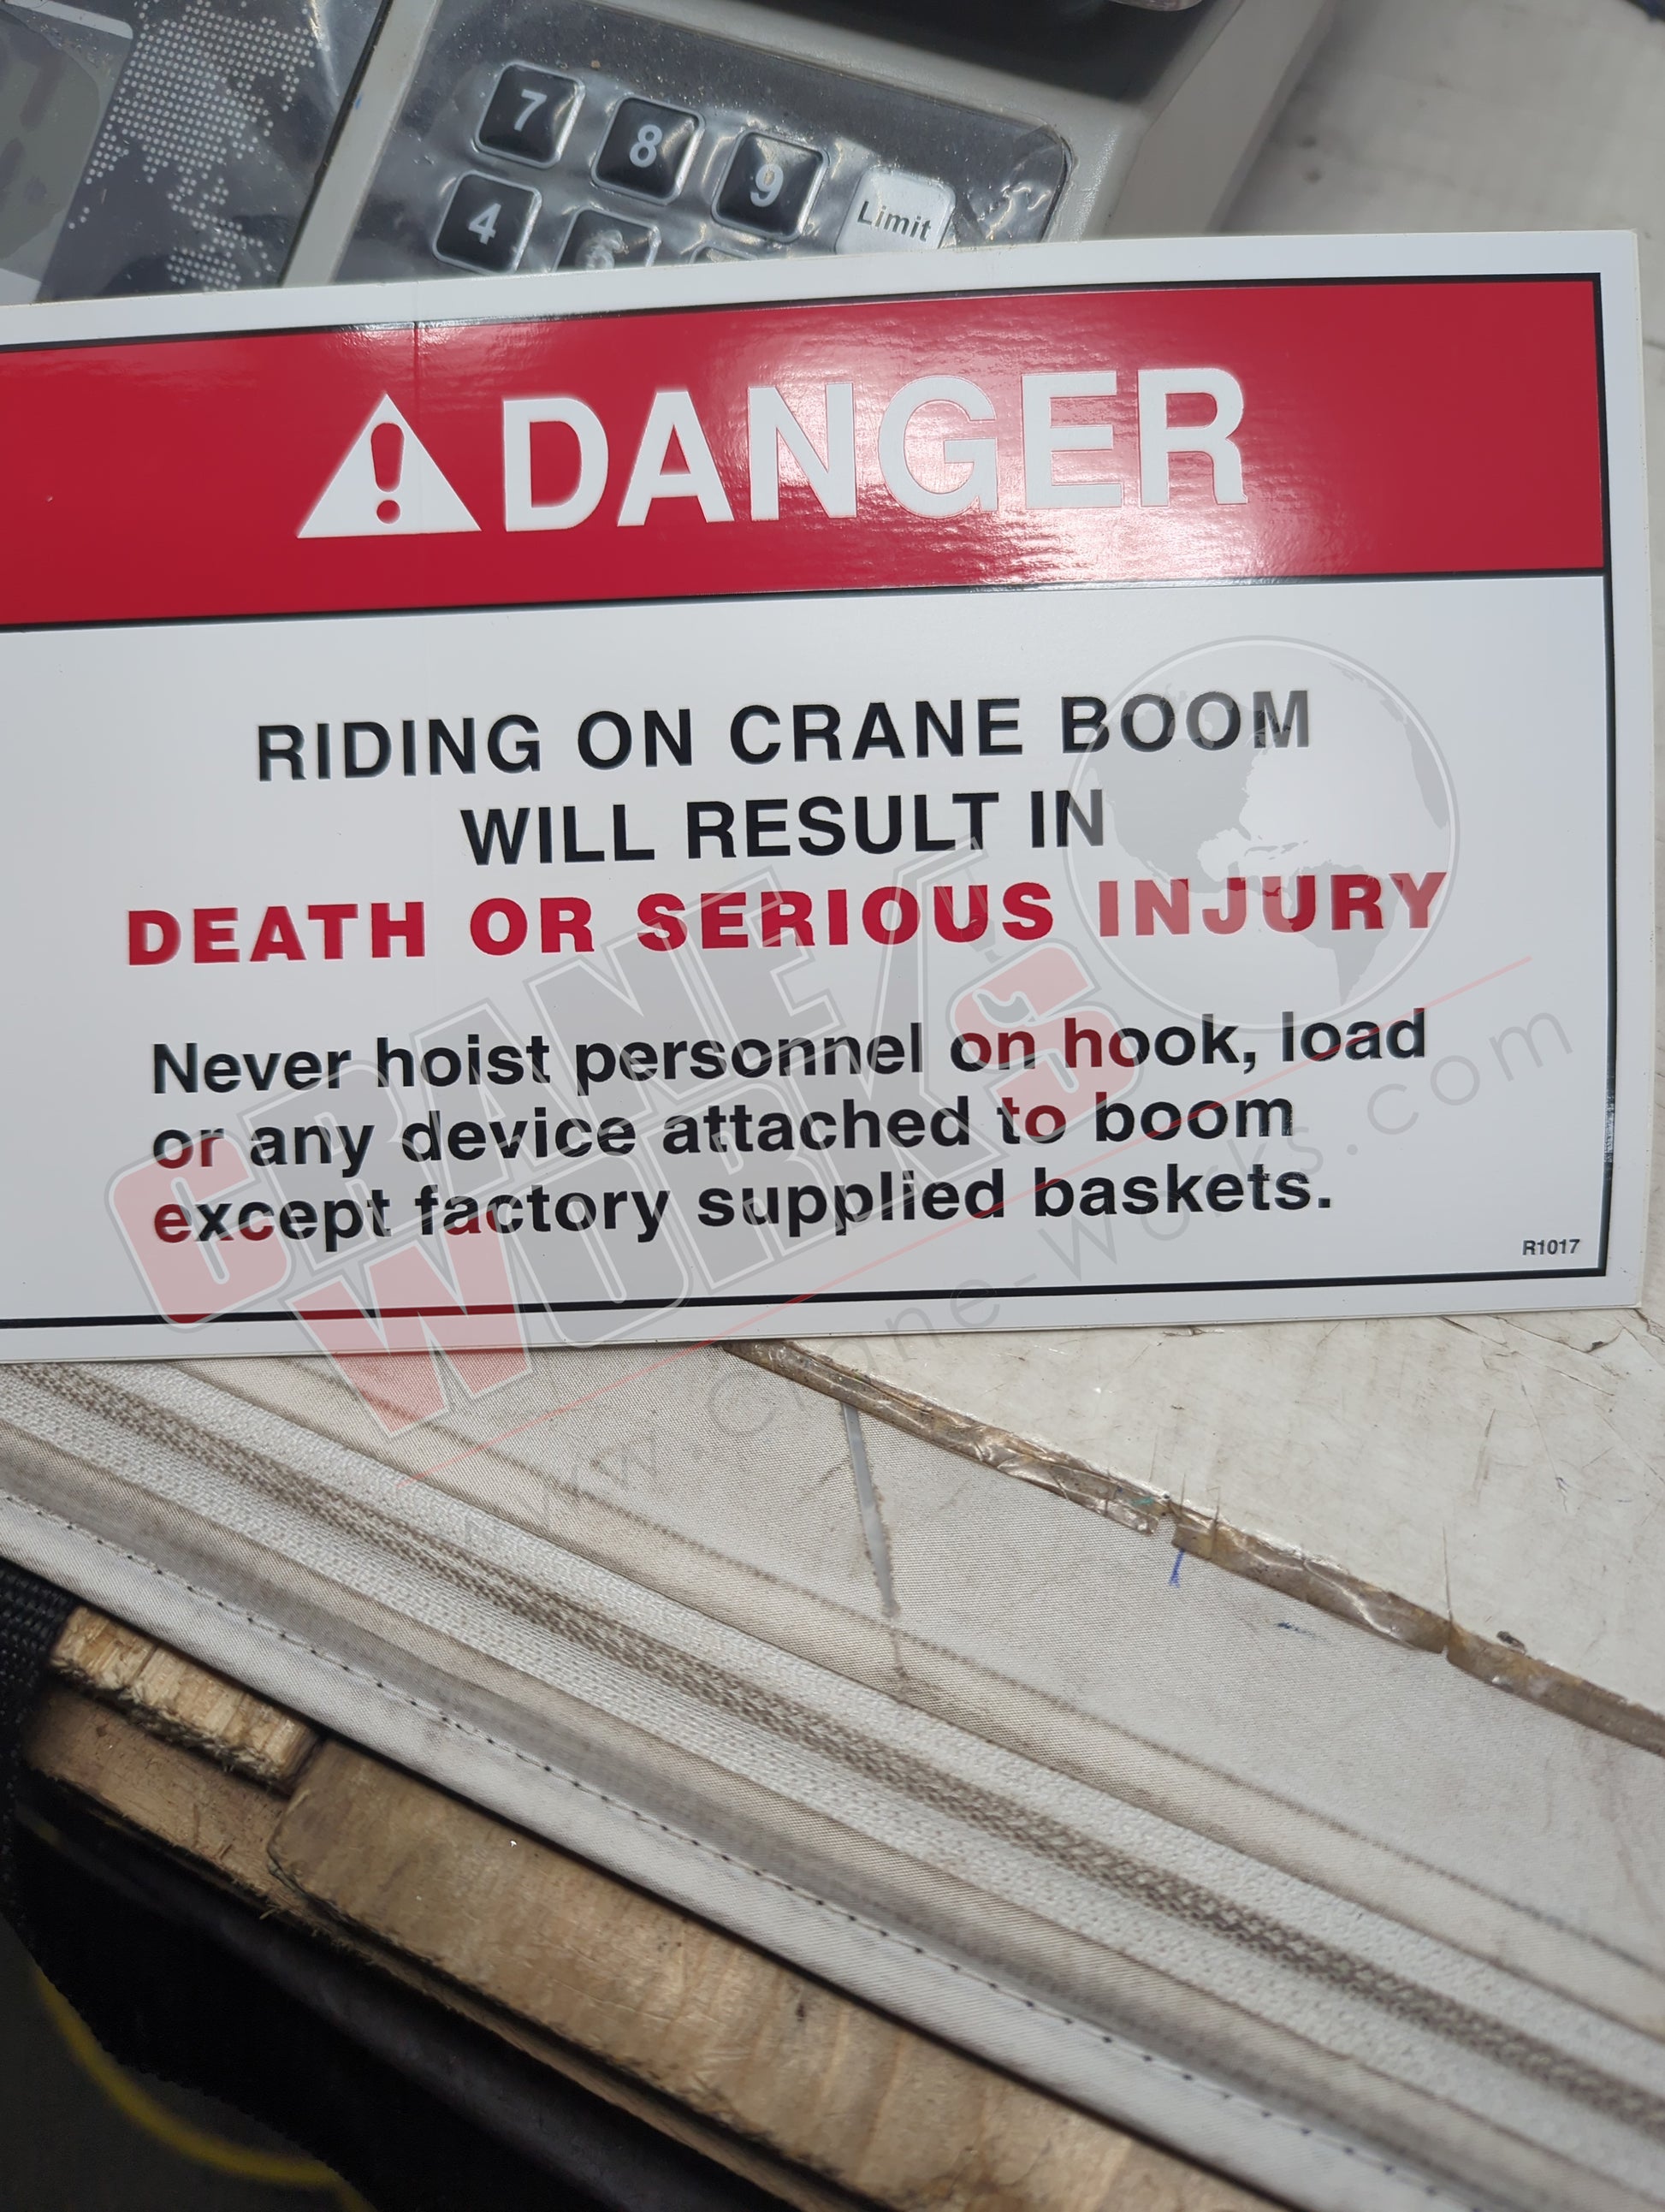 7
8
9
Limit
4
DANGER
RIDING ON CRANE BOOM
WILL RESULT IN
DEATH OR SERIOUS INJURY
Never hoist personnel on hook, load
or any device attached to boom
except factory supplied baskets.
R1017
CRANE
WORKS
www.crane-works.com